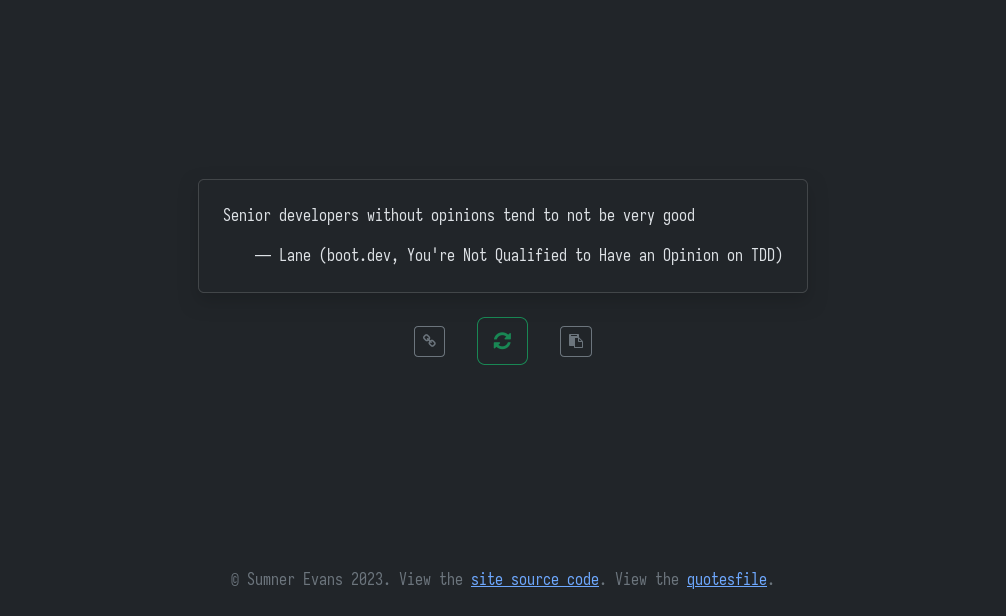 Senior developers without opinions tend to not be very good
— Lane (boot.dev, You're Not Qualified to Have an Opinion on TDD)
© Sumner Evans 2023. View the site source code. View the quotesfile.